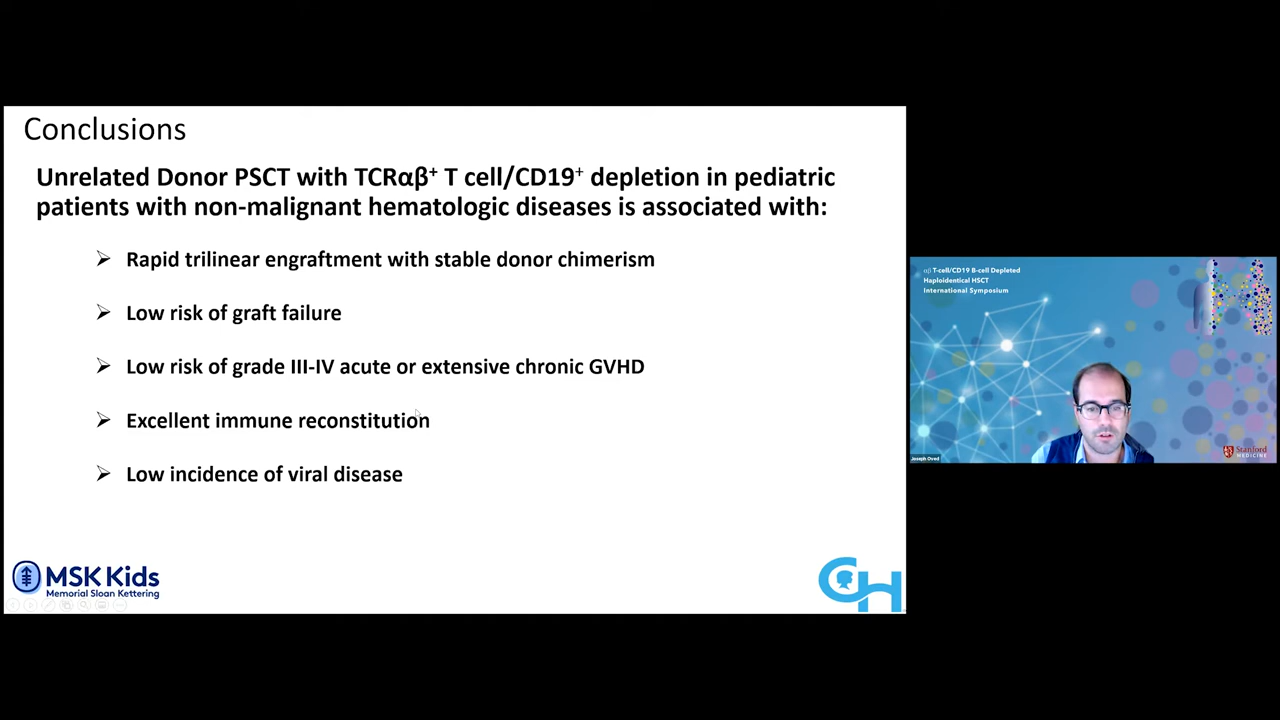 Conclusions
Unrelated Donor PSCT with TCRαβ⁺ T cell/CD19⁺ depletion in pediatric
patients with non-malignant hematologic diseases is associated with:
➢ Rapid trilinear engraftment with stable donor chimerism
➢ Low risk of graft failure
➢ Low risk of grade III-IV acute or extensive chronic GVHD
➢ Excellent immune reconstitution
➢ Low incidence of viral disease
MSK Kids
Memorial Sloan Kettering
CH
αβ T-cell/CD19 B-cell Depleted
Haploidentical HSCT
International Symposium
Joseph Oved
Stanford
MEDICINE